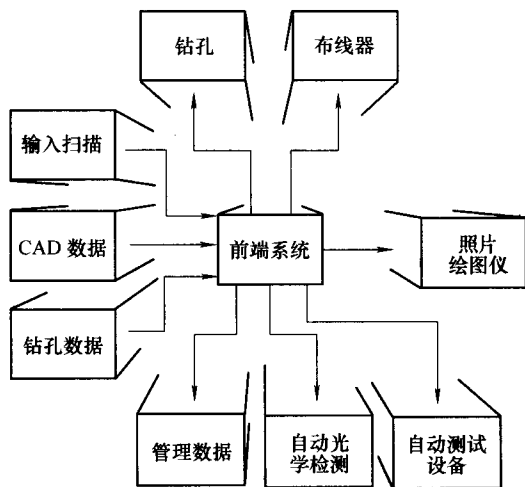 钻孔
布线器
输入扫描
CAD 数据
前端系统
照片
绘图仪
钻孔数据
管理数据
自动光
学检测
自动测试
设备